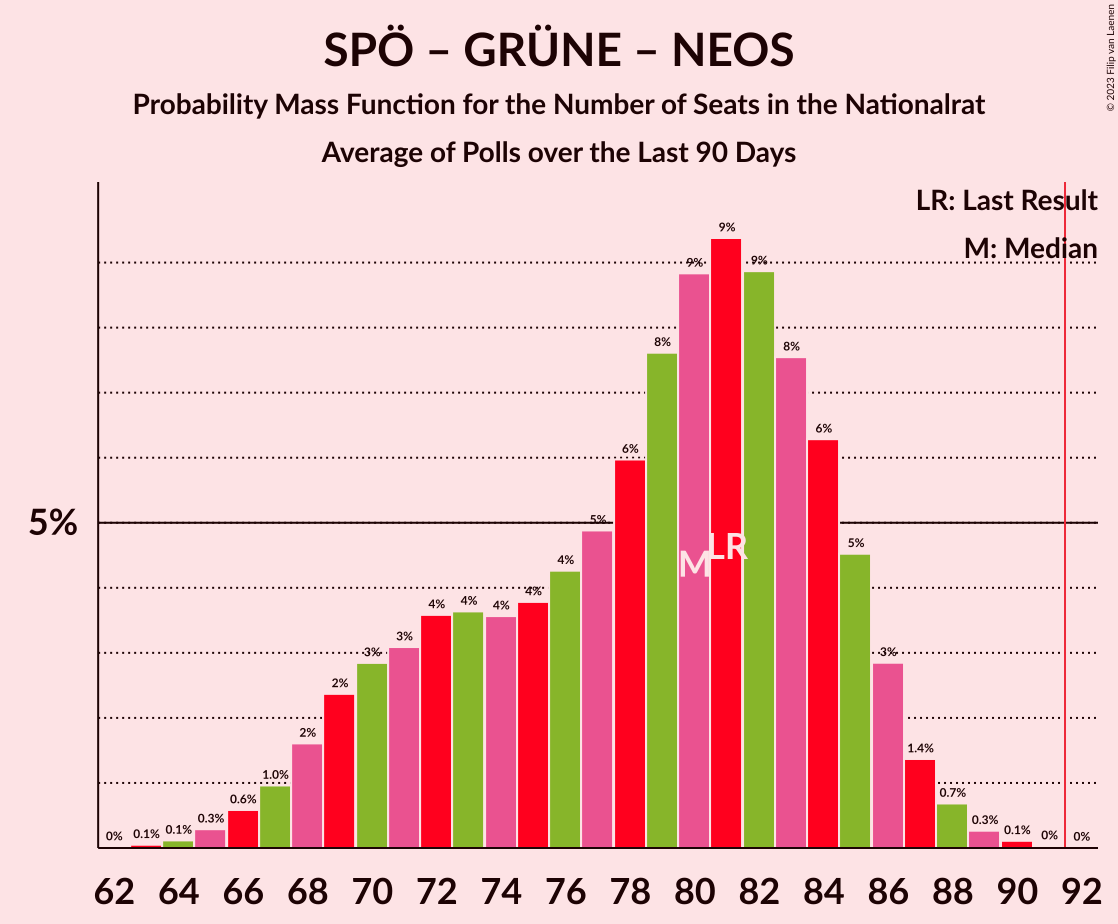 SPÖ – GRÜNE – NEOS
Probability Mass Function for the Number of Seats in the Nationalrat
Average of Polls over the Last 90 Days
© 2023 Filip van Laenen
LR: Last Result
M: Median
5%
0% 0.1% 0.1% 0.3% 0.6% 1.0% 2% 2% 3% 3% 4% 4% 4% 4% 4% 5% 6% 8% 9% 9% 9% 8% 6% 5% 3% 1.4% 0.7% 0.3% 0.1% 0% 0%
M LR
62 64 66 68 70 72 74 76 78 80 82 84 86 88 90 92